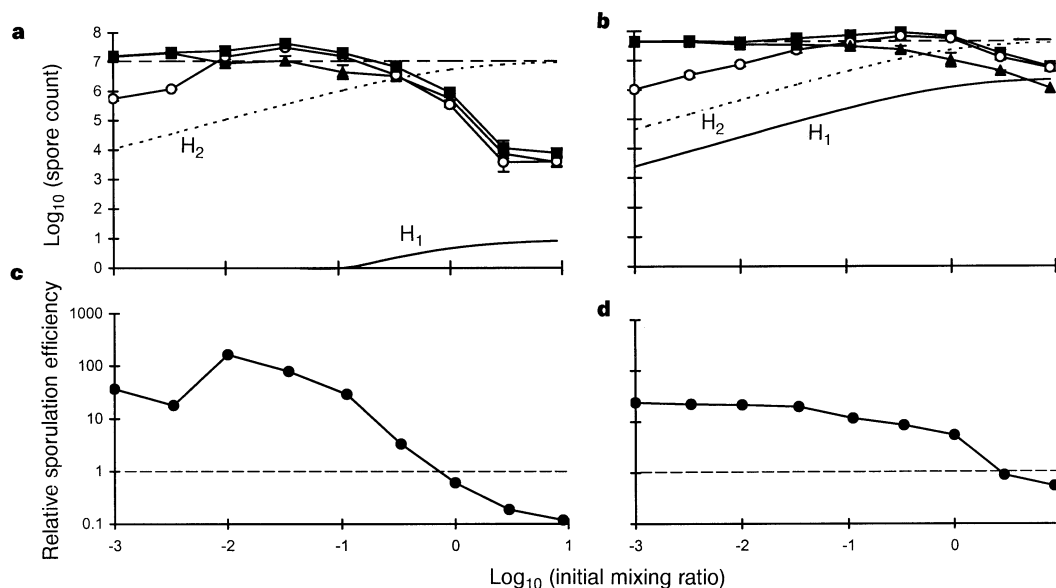 a
b
8
7
6
5
4
3
2
1
0
Log10 (spore count)
H2
H1
H2
H1
c
d
1000
100
10
1
0.1
Relative sporulation efficiency
-3
-2
-1
0
1
-3
-2
-1
0
Log10 (initial mixing ratio)